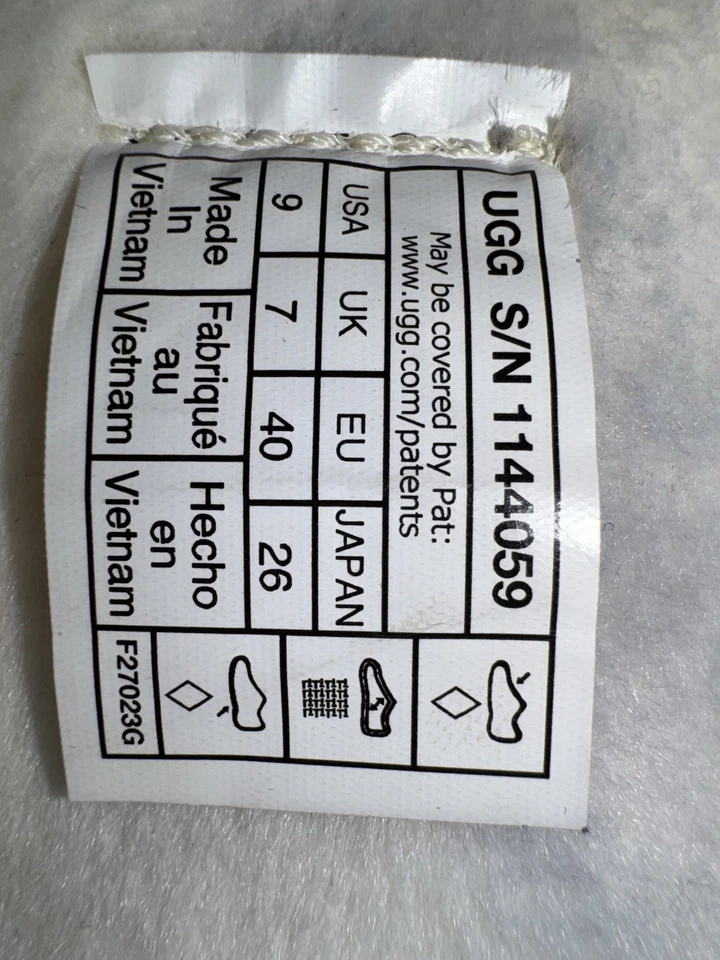 UGG S/N 1144059
May be covered by Pat:
www.ugg.com/patents
USA UK EU JAPAN
9 7 40 26
Made Fabriqué Hecho
In au en
Vietnam Vietnam Vietnam
F27023G